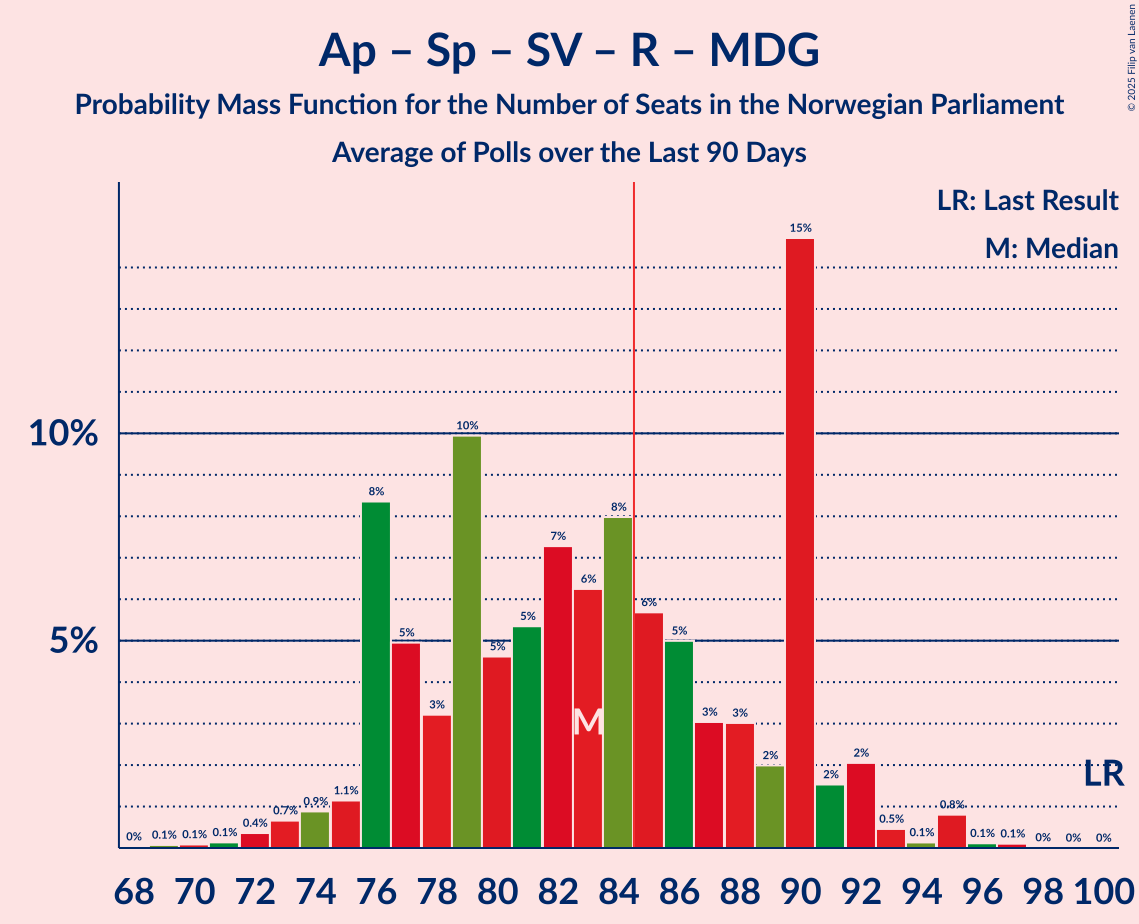 Ap – Sp – SV – R – MDG
Probability Mass Function for the Number of Seats in the Norwegian Parliament
Average of Polls over the Last 90 Days
© 2025 Filip van Laenen
LR: Last Result
M: Median
10%
5%
0% 0.1% 0.1% 0.1% 0.4% 0.7% 0.9% 1.1% 8% 5% 3% 10% 5% 5% 7% 6% 8% 6% 5% 3% 3% 2% 15% 2% 2% 0.5% 0.1% 0.8% 0.1% 0.1% 0% 0% 0%
M
LR
68 70 72 74 76 78 80 82 84 86 88 90 92 94 96 98 100